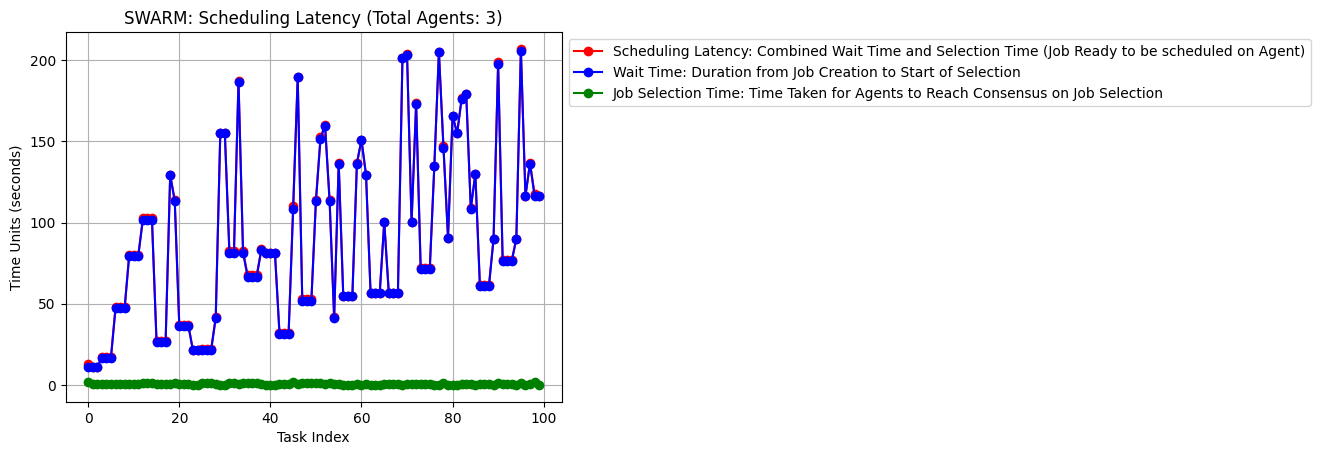 SWARM: Scheduling Latency (Total Agents: 3)
Scheduling Latency: Combined Wait Time and Selection Time (Job Ready to be scheduled on Agent)
Wait Time: Duration from Job Creation to Start of Selection
Job Selection Time: Time Taken for Agents to Reach Consensus on Job Selection
Time Units (seconds)
200
150
100
50
0
0 20 40 60 80 100
Task Index